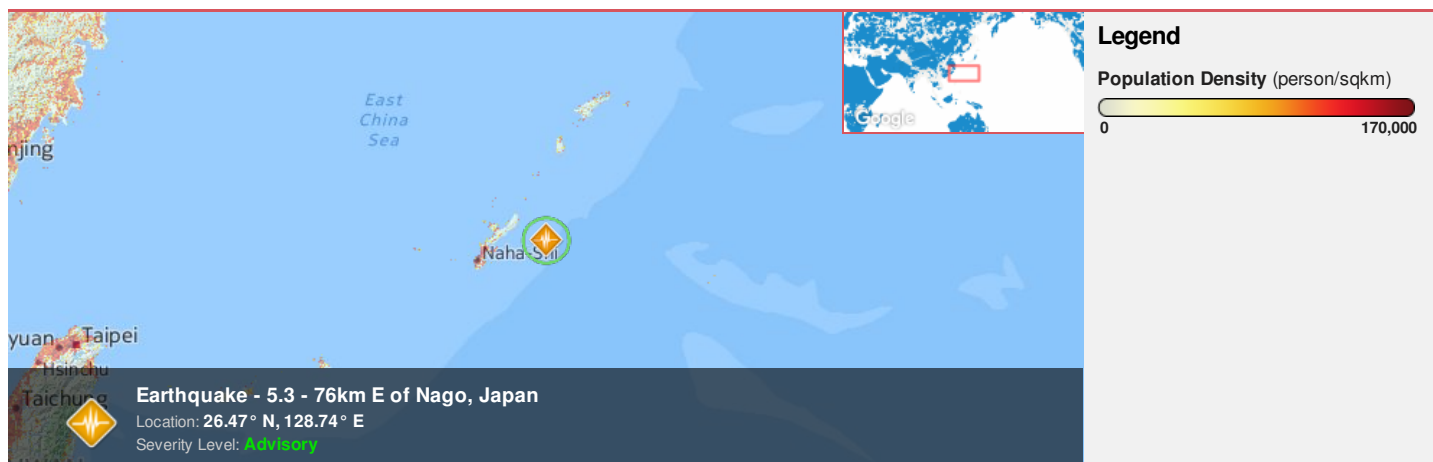 East
China
Sea
njing
Naha-Shi
yuan
Taipei
Hsinchu
Taichung
Google
Earthquake - 5.3 - 76km E of Nago, Japan
Location: 26.47° N, 128.74° E
Severity Level: Advisory
Legend
Population Density (person/sqkm)
0
170,000